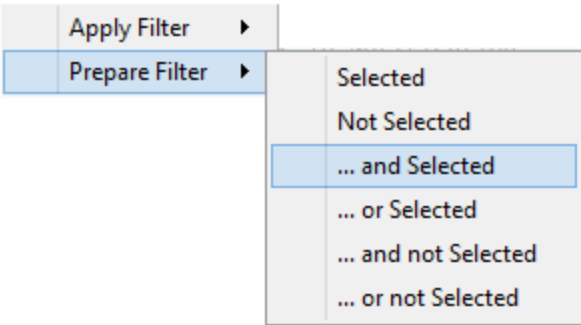 Apply Filter
Prepare Filter
Selected
Not Selected
... and Selected
... or Selected
... and not Selected
... or not Selected